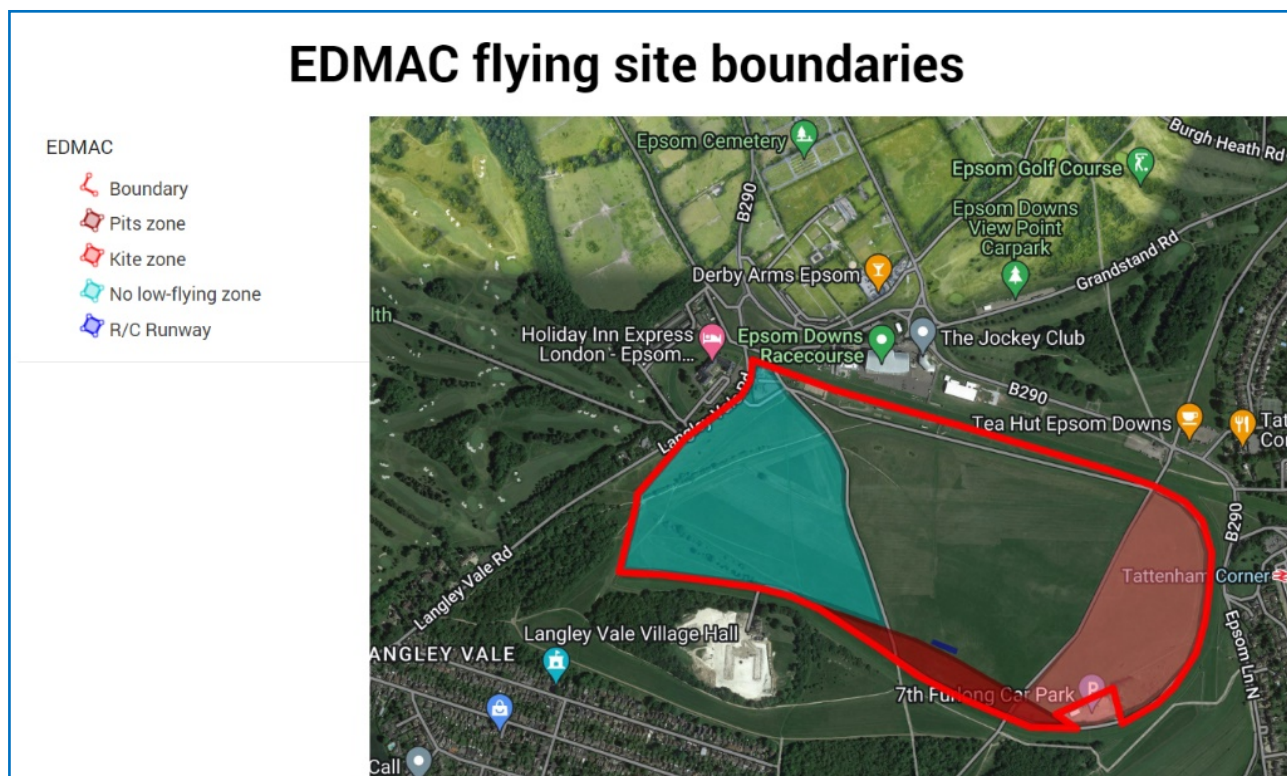 EDMAC flying site boundaries
EDMAC
Boundary
Pits zone
Kite zone
No low-flying zone
R/C Runway
Epsom Cemetery
Burgh Heath Rd
Epsom Golf Course
B290
Epsom Downs
View Point
Carpark
Grandstand Rd
Derby Arms Epsom
lth
Holiday Inn Express
London - Epsom...
Epsom Downs
Racecourse
The Jockey Club
B290
Langley Vale Rd
Tea Hut Epsom Downs
Tat
Cor
B290
Tattenham Corner
Langley Vale Rd
Epsom Ln N
Langley Vale Village Hall
ANGLEY VALE
7th Furlong Car Park
P
Call